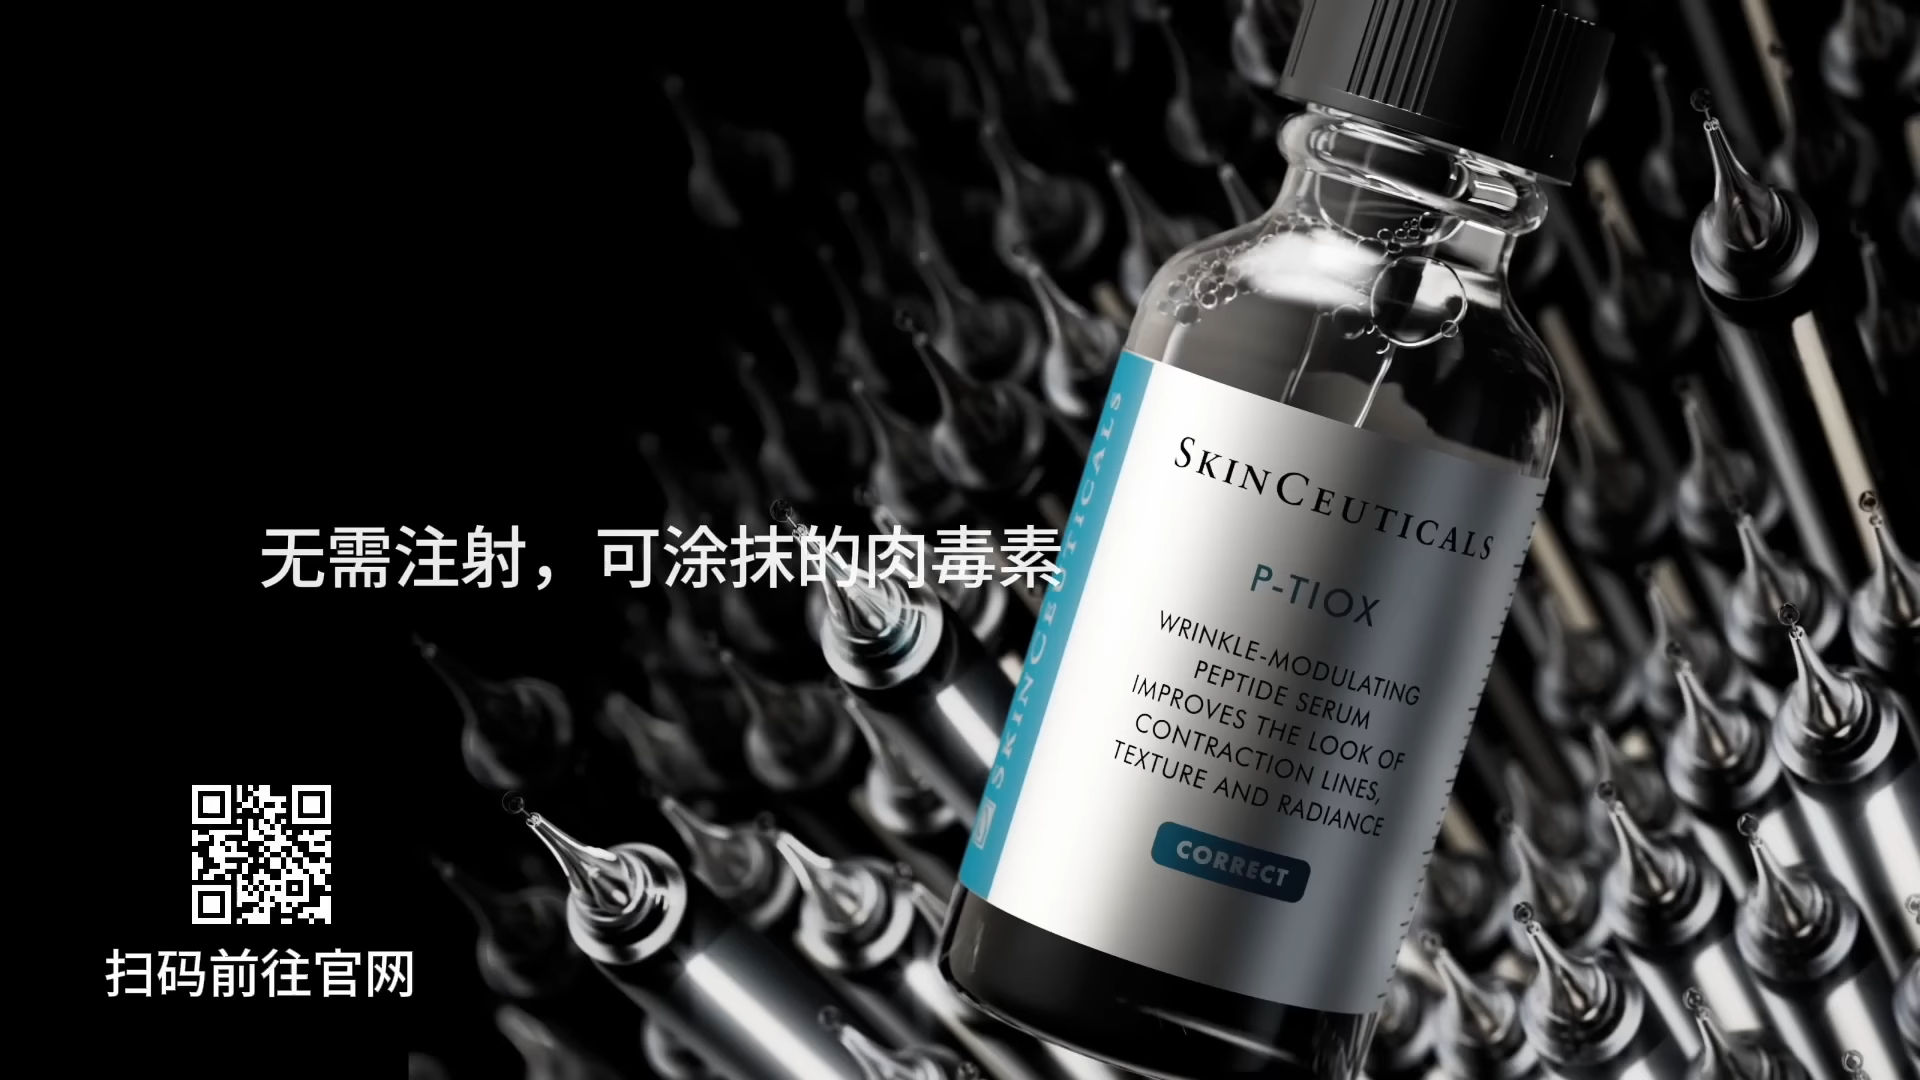 无需注射，可涂抹的肉毒素
扫码前往官网
SKINCEUTICALS
SKINCEUTICALS
P-TIOX
WRINKLE-MODULATING
PEPTIDE SERUM
IMPROVES THE LOOK OF
CONTRACTION LINES,
TEXTURE AND RADIANCE
CORRECT